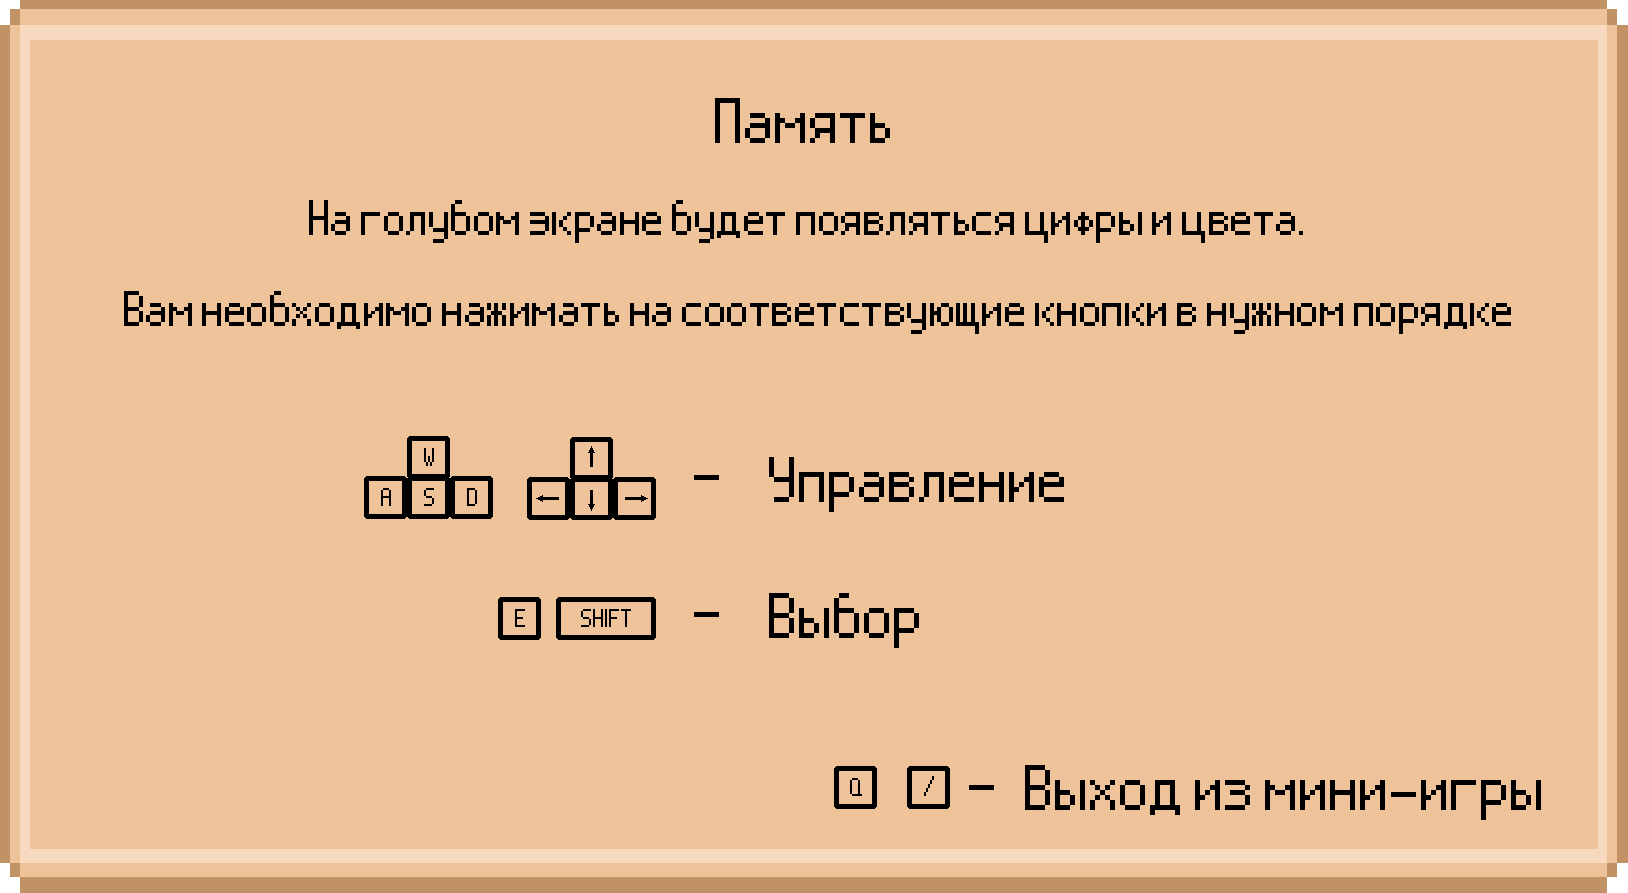 Память
На голубом экране будет появляться цифры и цвета.
Вам необходимо нажимать на соответствующие кнопки в нужном порядке
W ↑
A S D ← ↓ → - Управление
E SHIFT - Выбор
Q / - Выход из мини-игры